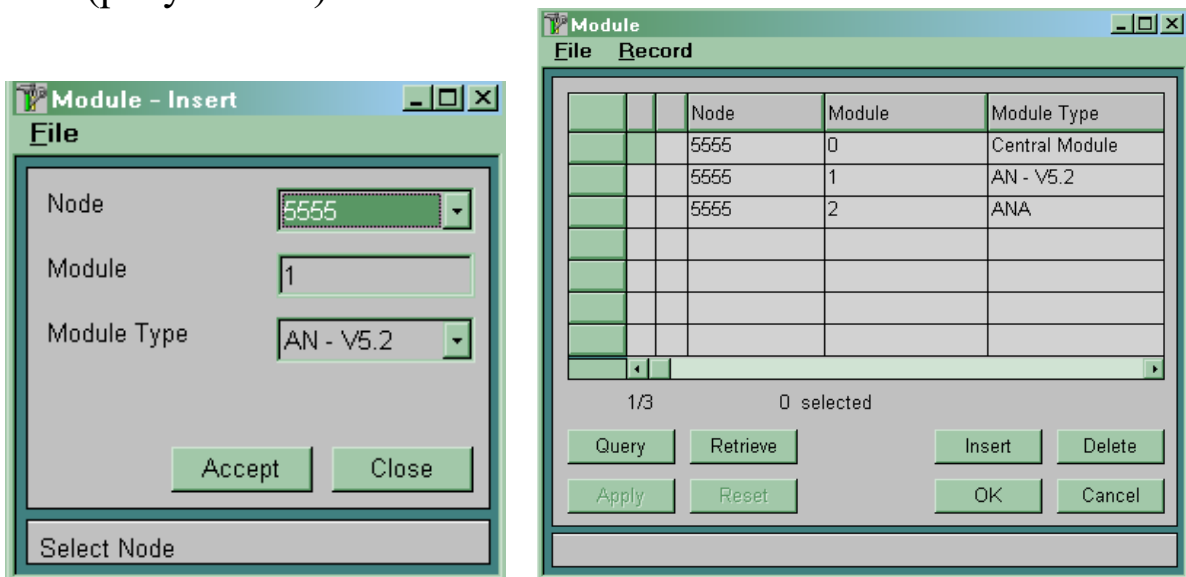 Module - Insert
File
Node 5555
Module 1
Module Type AN - V5.2
Accept Close
Select Node
Module
File Record
Node Module Module Type
5555 0 Central Module
5555 1 AN - V5.2
5555 2 ANA
1/3 0 selected
Query Retrieve Insert Delete
Apply Reset OK Cancel